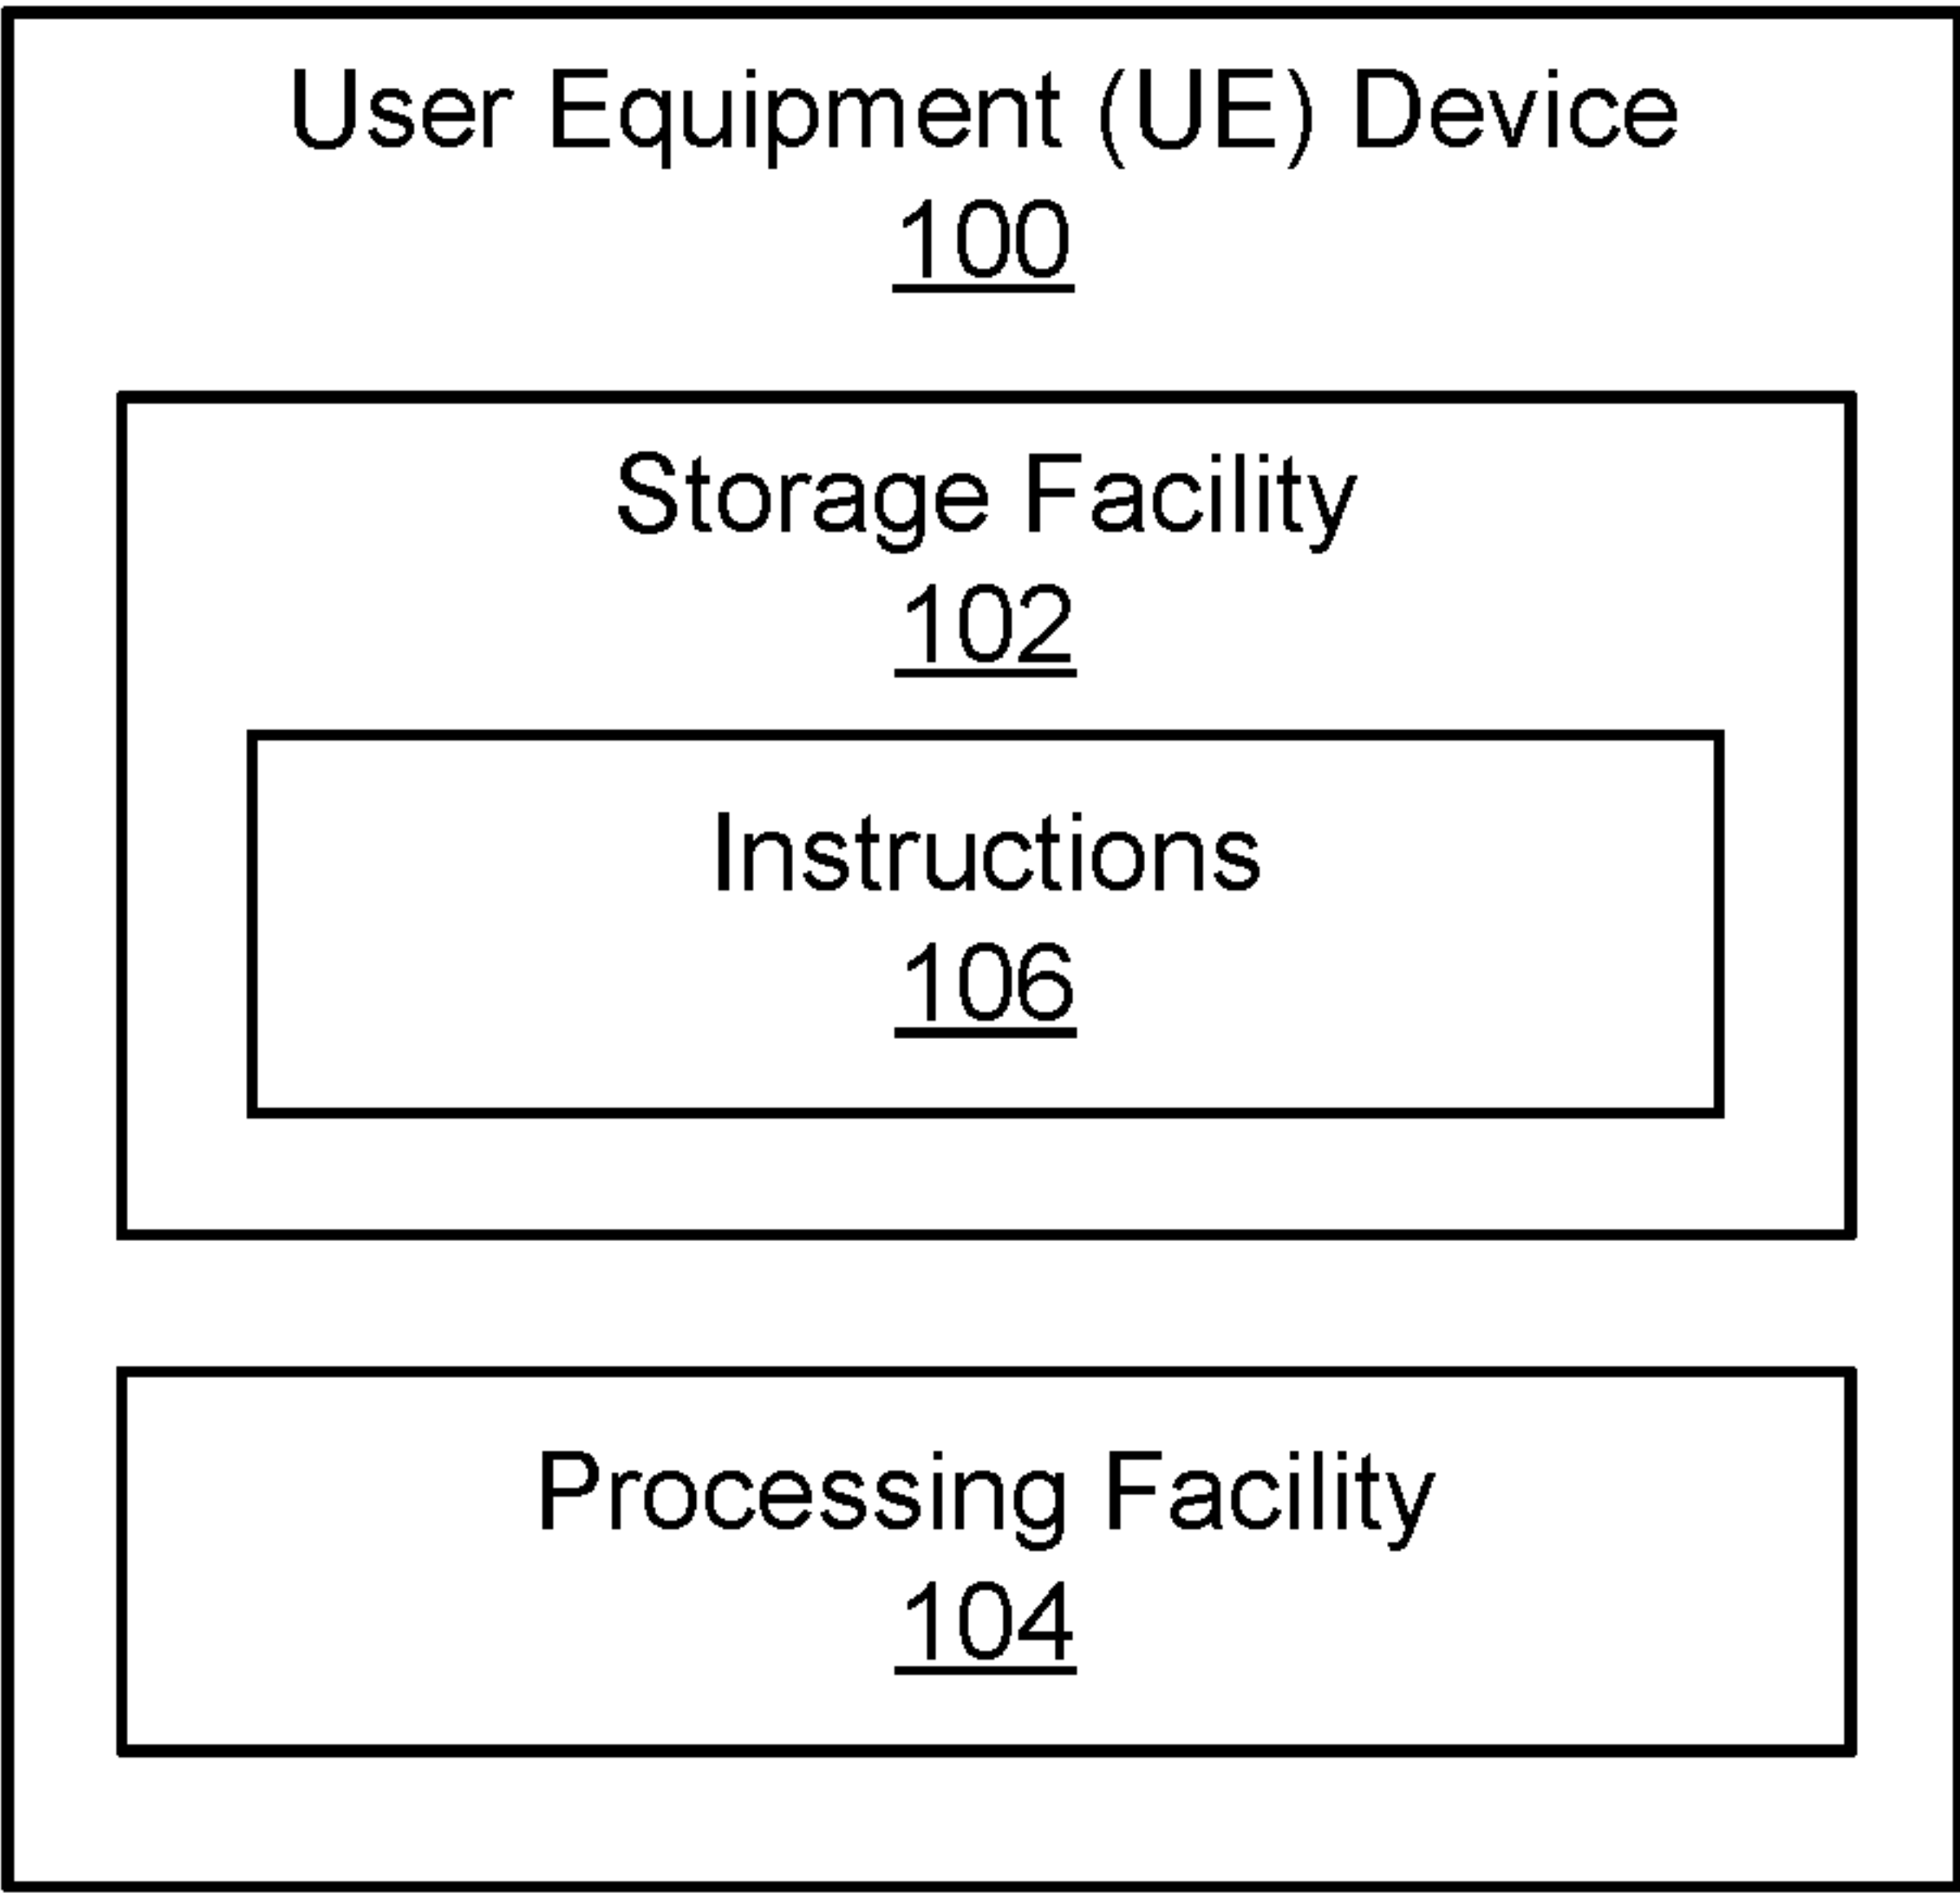 User Equipment (UE) Device
100
Storage Facility
102
Instructions
106
Processing Facility
104